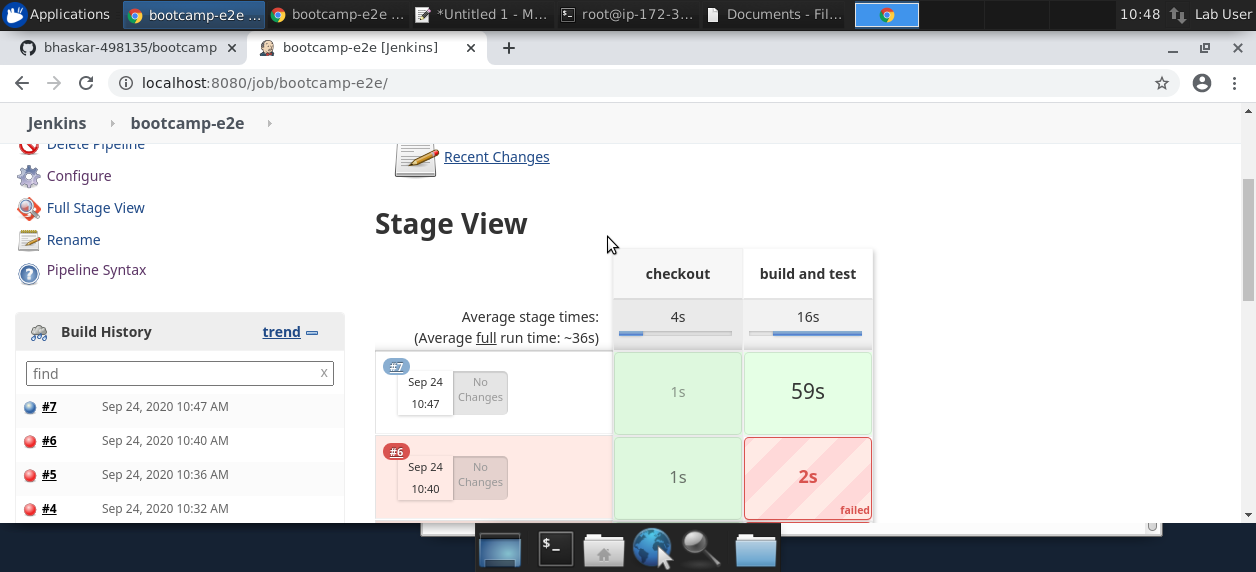 Applications
bootcamp-e2e ...
bootcamp-e2e ...
*Untitled 1 - M...
root@ip-172-3...
Documents - Fil...
10:48
Lab User
bhaskar-498135/bootcamp
bootcamp-e2e [Jenkins]
localhost:8080/job/bootcamp-e2e/
Jenkins
bootcamp-e2e
Delete Pipeline
Configure
Full Stage View
Rename
Pipeline Syntax
Build History
trend
find
x
#7 Sep 24, 2020 10:47 AM
#6 Sep 24, 2020 10:40 AM
#5 Sep 24, 2020 10:36 AM
#4 Sep 24, 2020 10:32 AM
Recent Changes
Stage View
checkout
build and test
Average stage times:
4s
16s
(Average full run time: ~36s)
#7
Sep 24
10:47
No
Changes
1s
59s
#6
Sep 24
10:40
No
Changes
1s
2s
failed